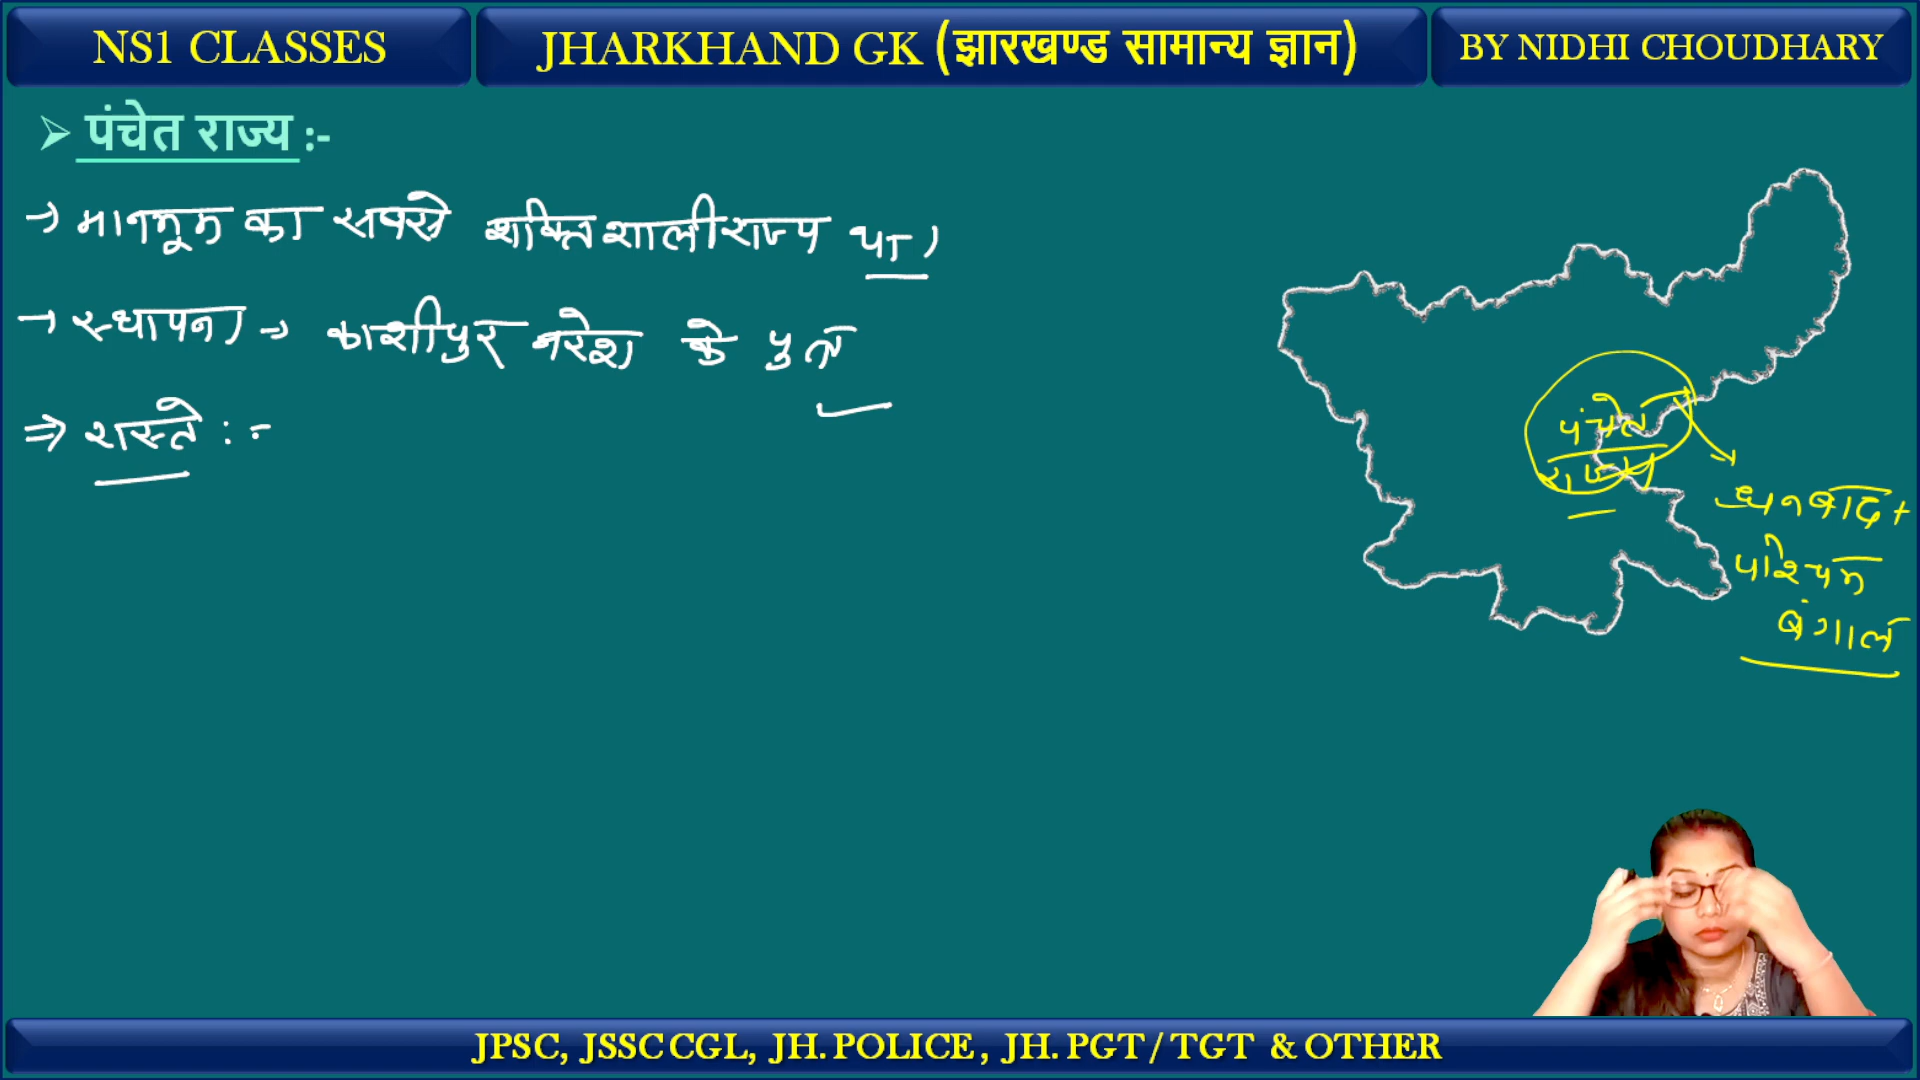 NS1 CLASSES
JHARKHAND GK (झारखण्ड सामान्य ज्ञान)
BY NIDHI CHOUDHARY
➢ पंचेत राज्य :-
→ मानभूम का सबसे शक्तिशाली राज्य था।
→ स्थापना → काशीपुर नरेश के पुत्र
⇒ शस्ते :-
पंचेत
राज्य
धनबाद +
पश्चिम
बंगाल
JPSC, JSSC CGL, JH. POLICE, JH. PGT / TGT & OTHER